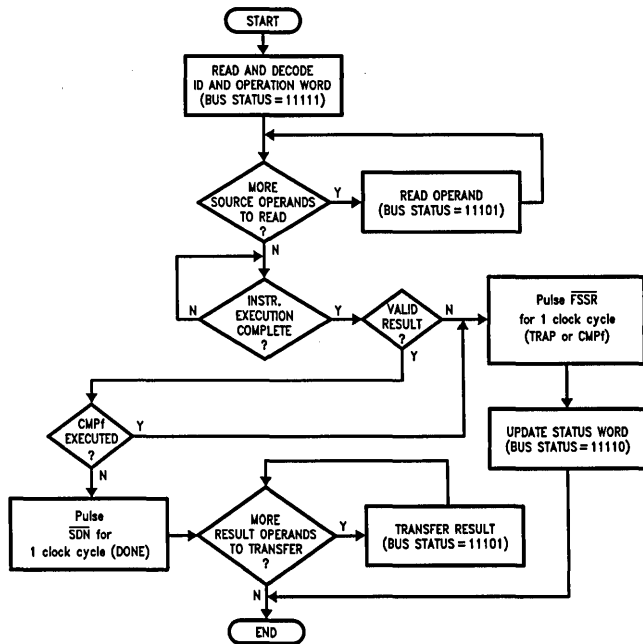 START
READ AND DECODE
ID AND OPERATION WORD
(BUS STATUS = 11111)
MORE
SOURCE OPERANDS
TO READ
?
Y
READ OPERAND
(BUS STATUS = 11101)
N
N
INSTR.
EXECUTION
COMPLETE
?
Y
VALID
RESULT
?
N
Y
Pulse FSSR
for 1 clock cycle
(TRAP or CMPf)
CMPf
EXECUTED
?
Y
N
UPDATE STATUS WORD
(BUS STATUS = 11110)
Pulse
SDN for
1 clock cycle (DONE)
MORE
RESULT OPERANDS
TO TRANSFER
?
Y
TRANSFER RESULT
(BUS STATUS = 11101)
N
END